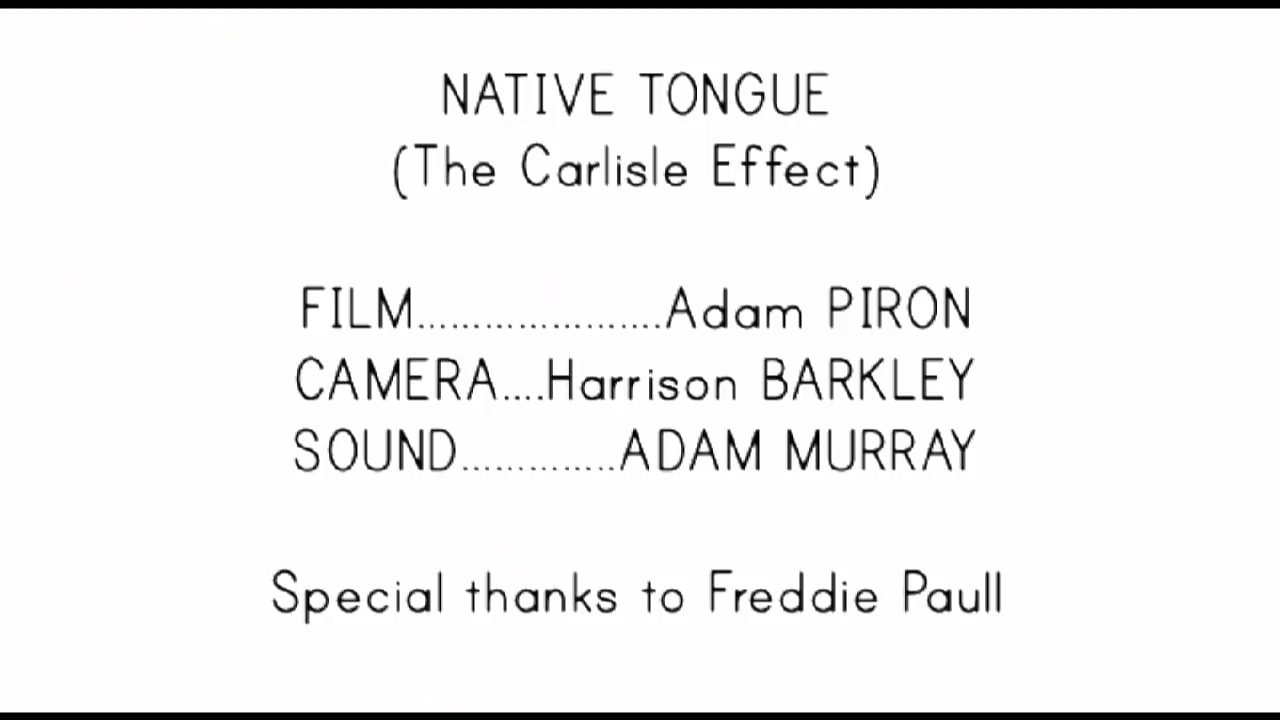 NATIVE TONGUE
(The Carlisle Effect)
FILM......................Adam PIRON
CAMERA....Harrison BARKLEY
SOUND..............ADAM MURRAY
Special thanks to Freddie Paull